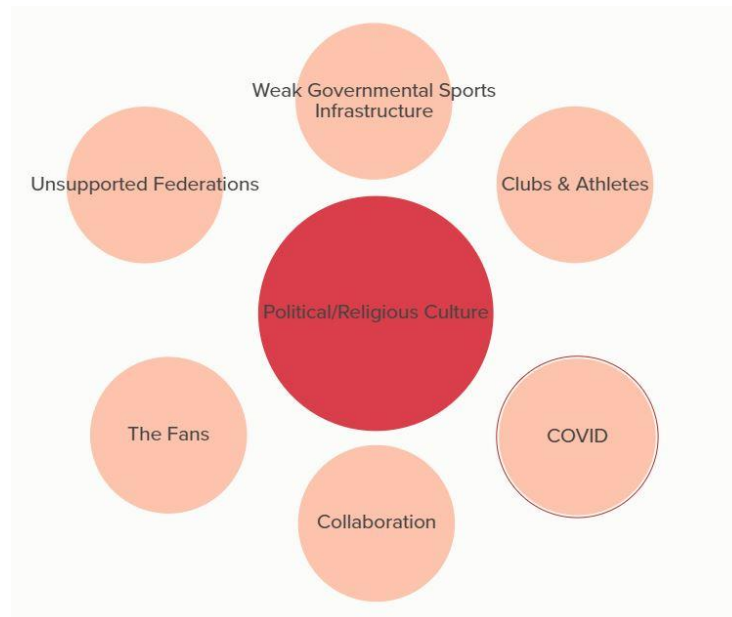 Weak Governmental Sports
Infrastructure
Unsupported Federations
Clubs & Athletes
Political/Religious Culture
The Fans
COVID
Collaboration